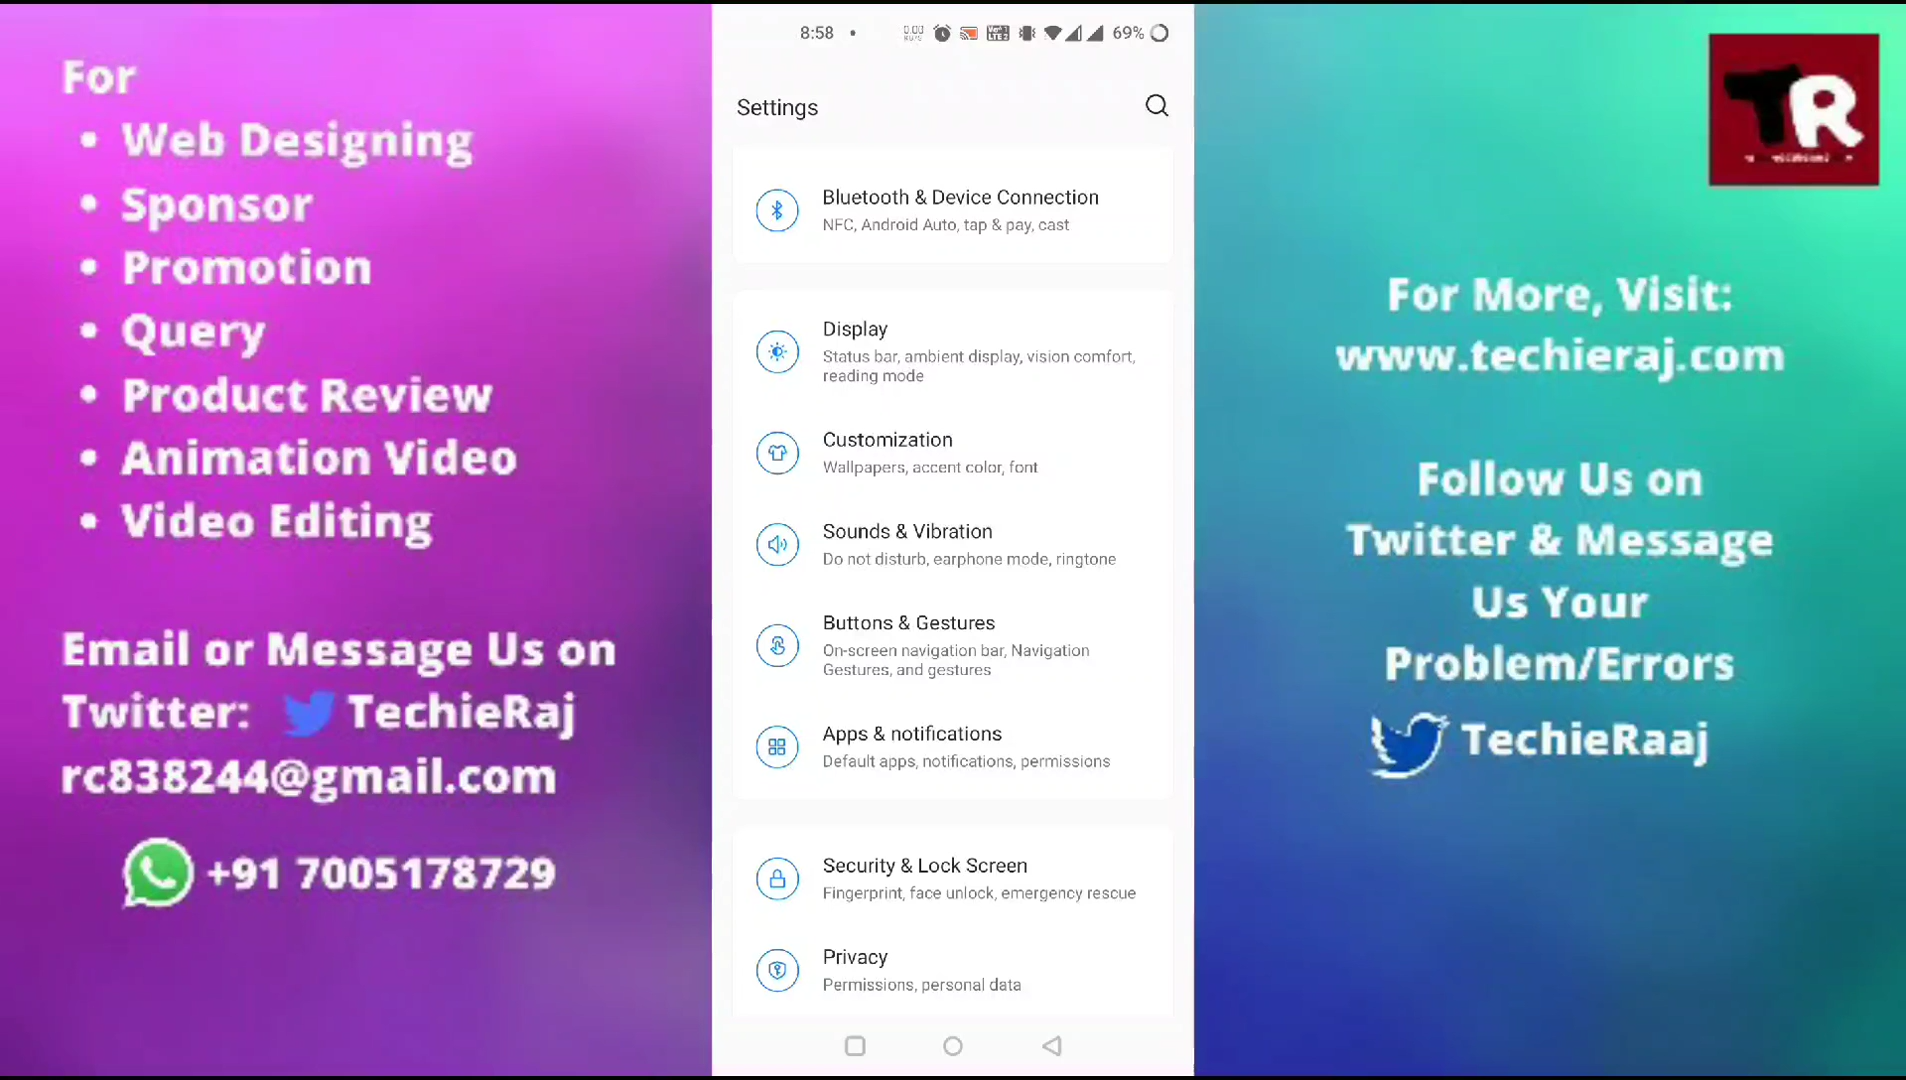 For
• Web Designing
• Sponsor
• Promotion
• Query
• Product Review
• Animation Video
• Video Editing
Email or Message Us on
Twitter: TechieRaj
rc838244@gmail.com
+91 7005178729
8:58 • 0.00 69%
Settings
Bluetooth & Device Connection
NFC, Android Auto, tap & pay, cast
Display
Status bar, ambient display, vision comfort,
reading mode
Customization
Wallpapers, accent color, font
Sounds & Vibration
Do not disturb, earphone mode, ringtone
Buttons & Gestures
On-screen navigation bar, Navigation
Gestures, and gestures
Apps & notifications
Default apps, notifications, permissions
Security & Lock Screen
Fingerprint, face unlock, emergency rescue
Privacy
Permissions, personal data
TR
For More, Visit:
www.techieraj.com
Follow Us on
Twitter & Message
Us Your
Problem/Errors
TechieRaaj